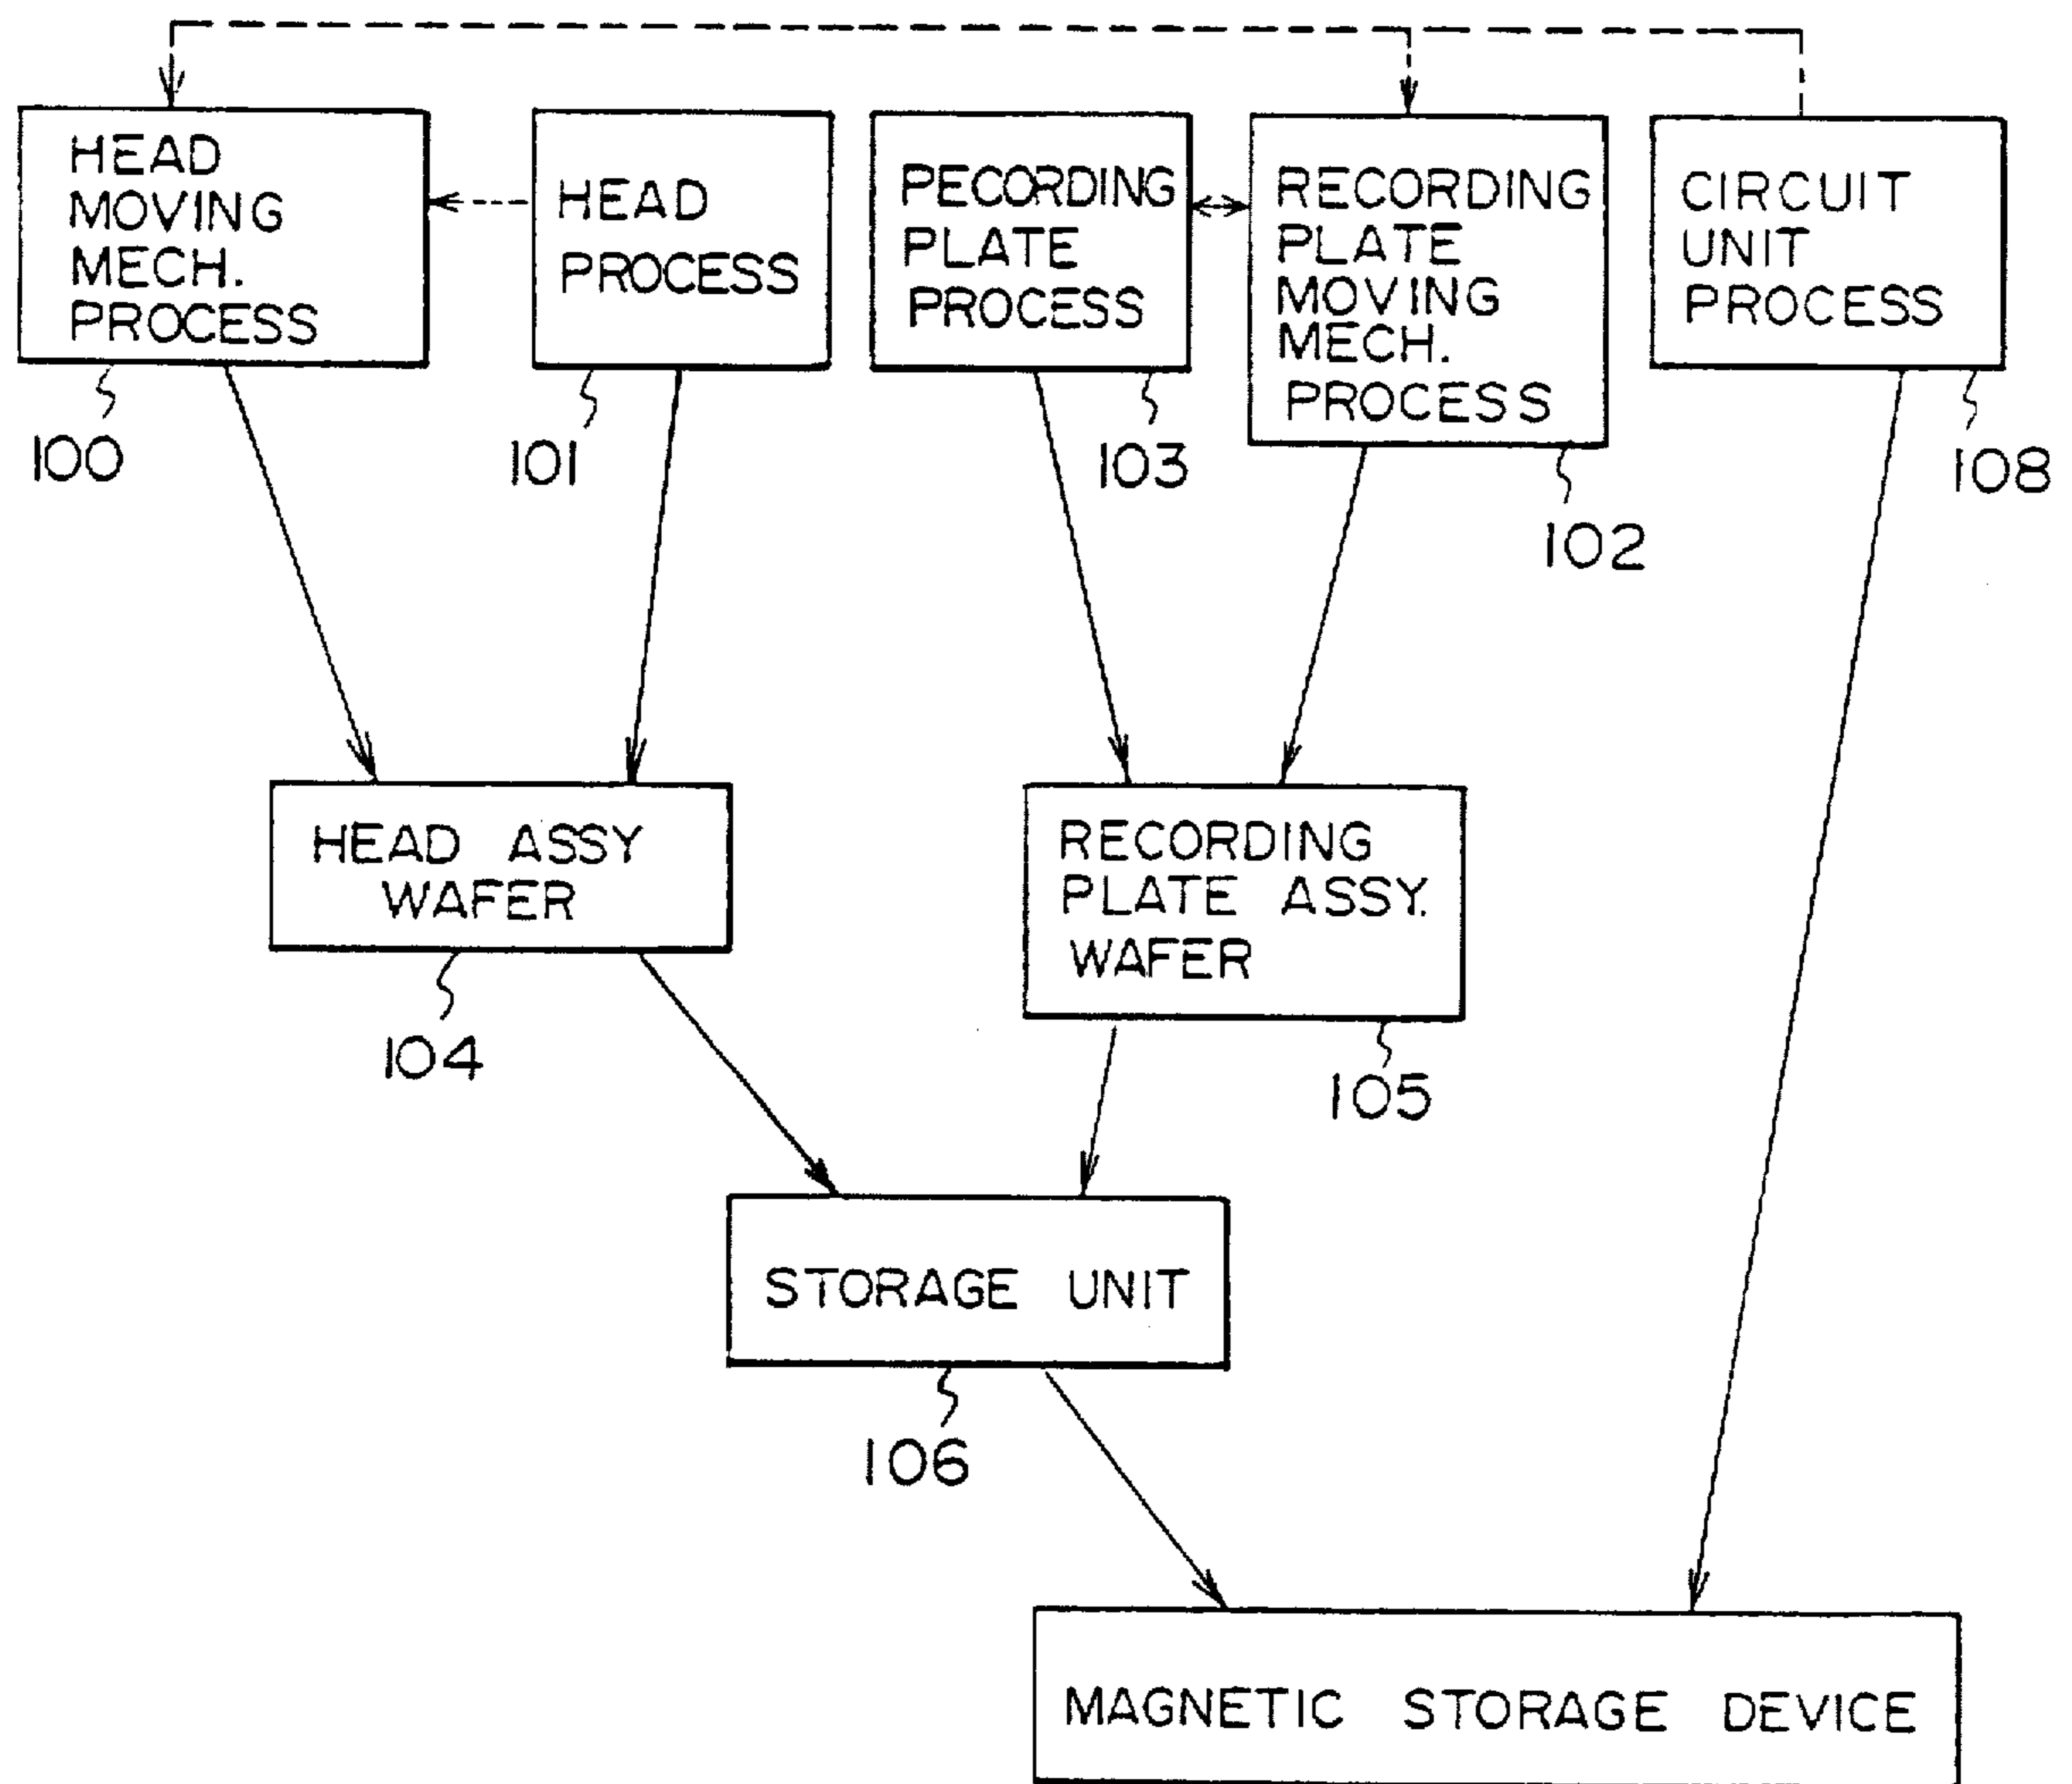 HEAD
MOVING
MECH.
PROCESS
100
HEAD
PROCESS
101
PECORDING
PLATE
PROCESS
103
RECORDING
PLATE
MOVING
MECH.
PROCESS
102
CIRCUIT
UNIT
PROCESS
108
HEAD ASSY
WAFER
104
RECORDING
PLATE ASSY.
WAFER
105
STORAGE UNIT
106
MAGNETIC STORAGE DEVICE